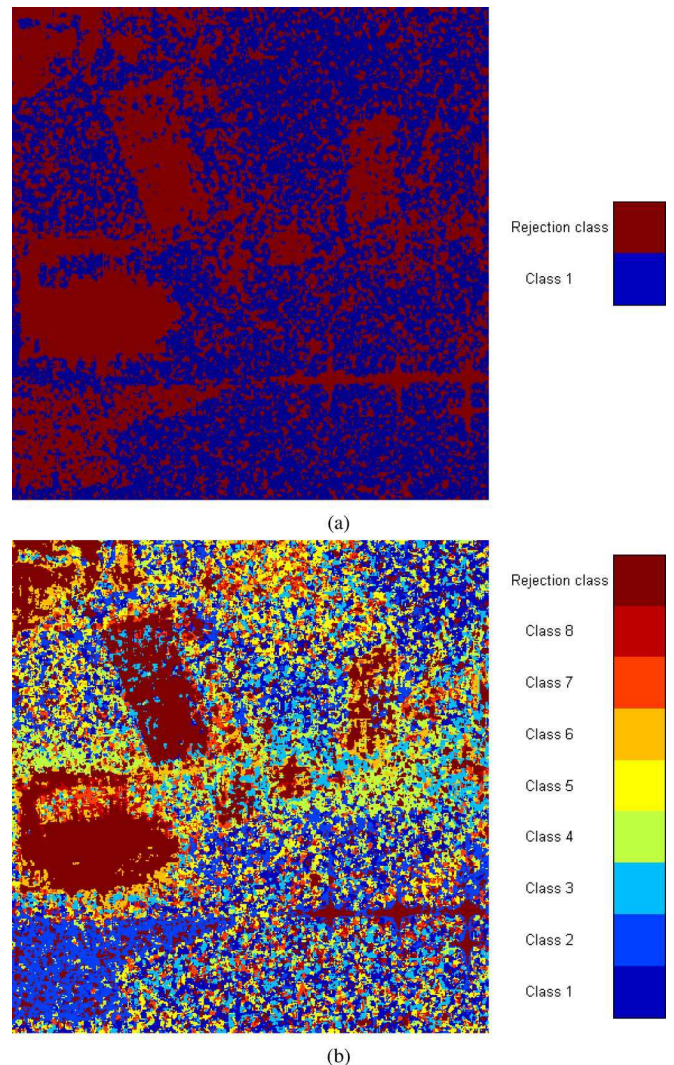 Rejection class
Class 1
(a)
Rejection class
Class 8
Class 7
Class 6
Class 5
Class 4
Class 3
Class 2
Class 1
(b)